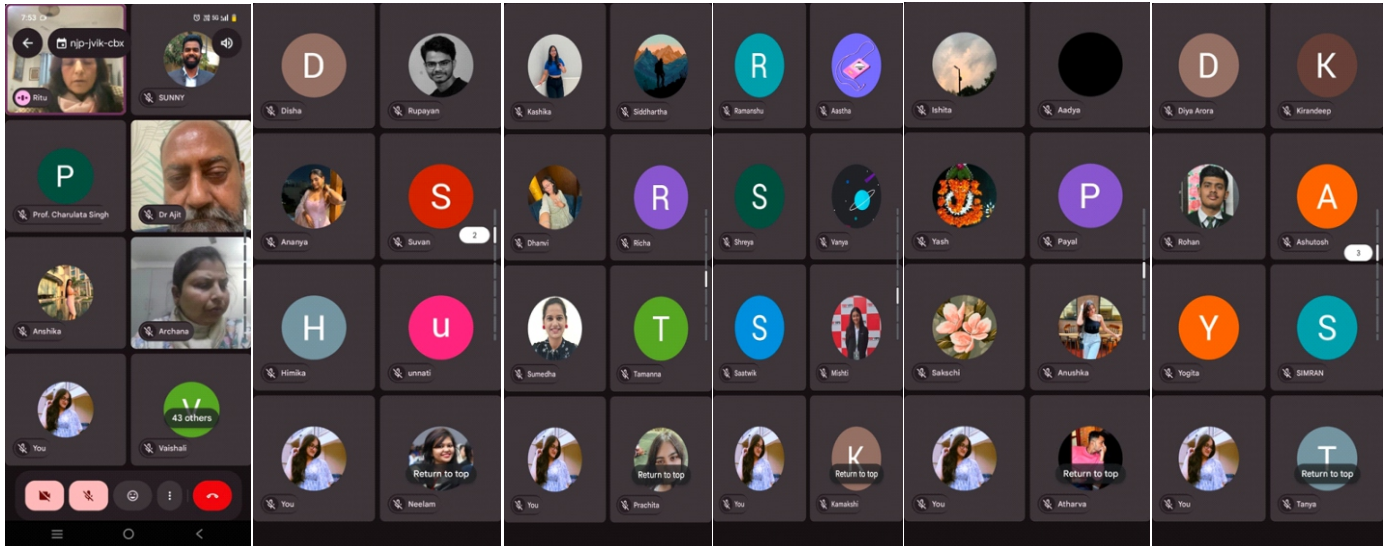 7:53 5G
njp-jvik-cbx
Ritu SUNNY
P
Prof. Charulata Singh Dr Ajit
Anshika Archana
V
43 others
You Vaishali
D
Disha Rupayan
S
Ananya Suvan
2
H u
Himika unnati
Return to top
You Neelam
Kashika Siddhartha
R
Dhanvi Richa
T
Sumedha Tamanna
Return to top
You Prachita
R
Ramanshu Aastha
S
Shreya Vanya
S
Saatwik Mishti
K
Return to top
You Kamakshi
Ishita Aadya
P
Yash Payal
Sakschi Anushka
Return to top
You Atharva
D K
Diya Arora Kirandeep
A
Rohan Ashutosh
3
Y S
Yogita SIMRAN
T
Return to top
You Tanya